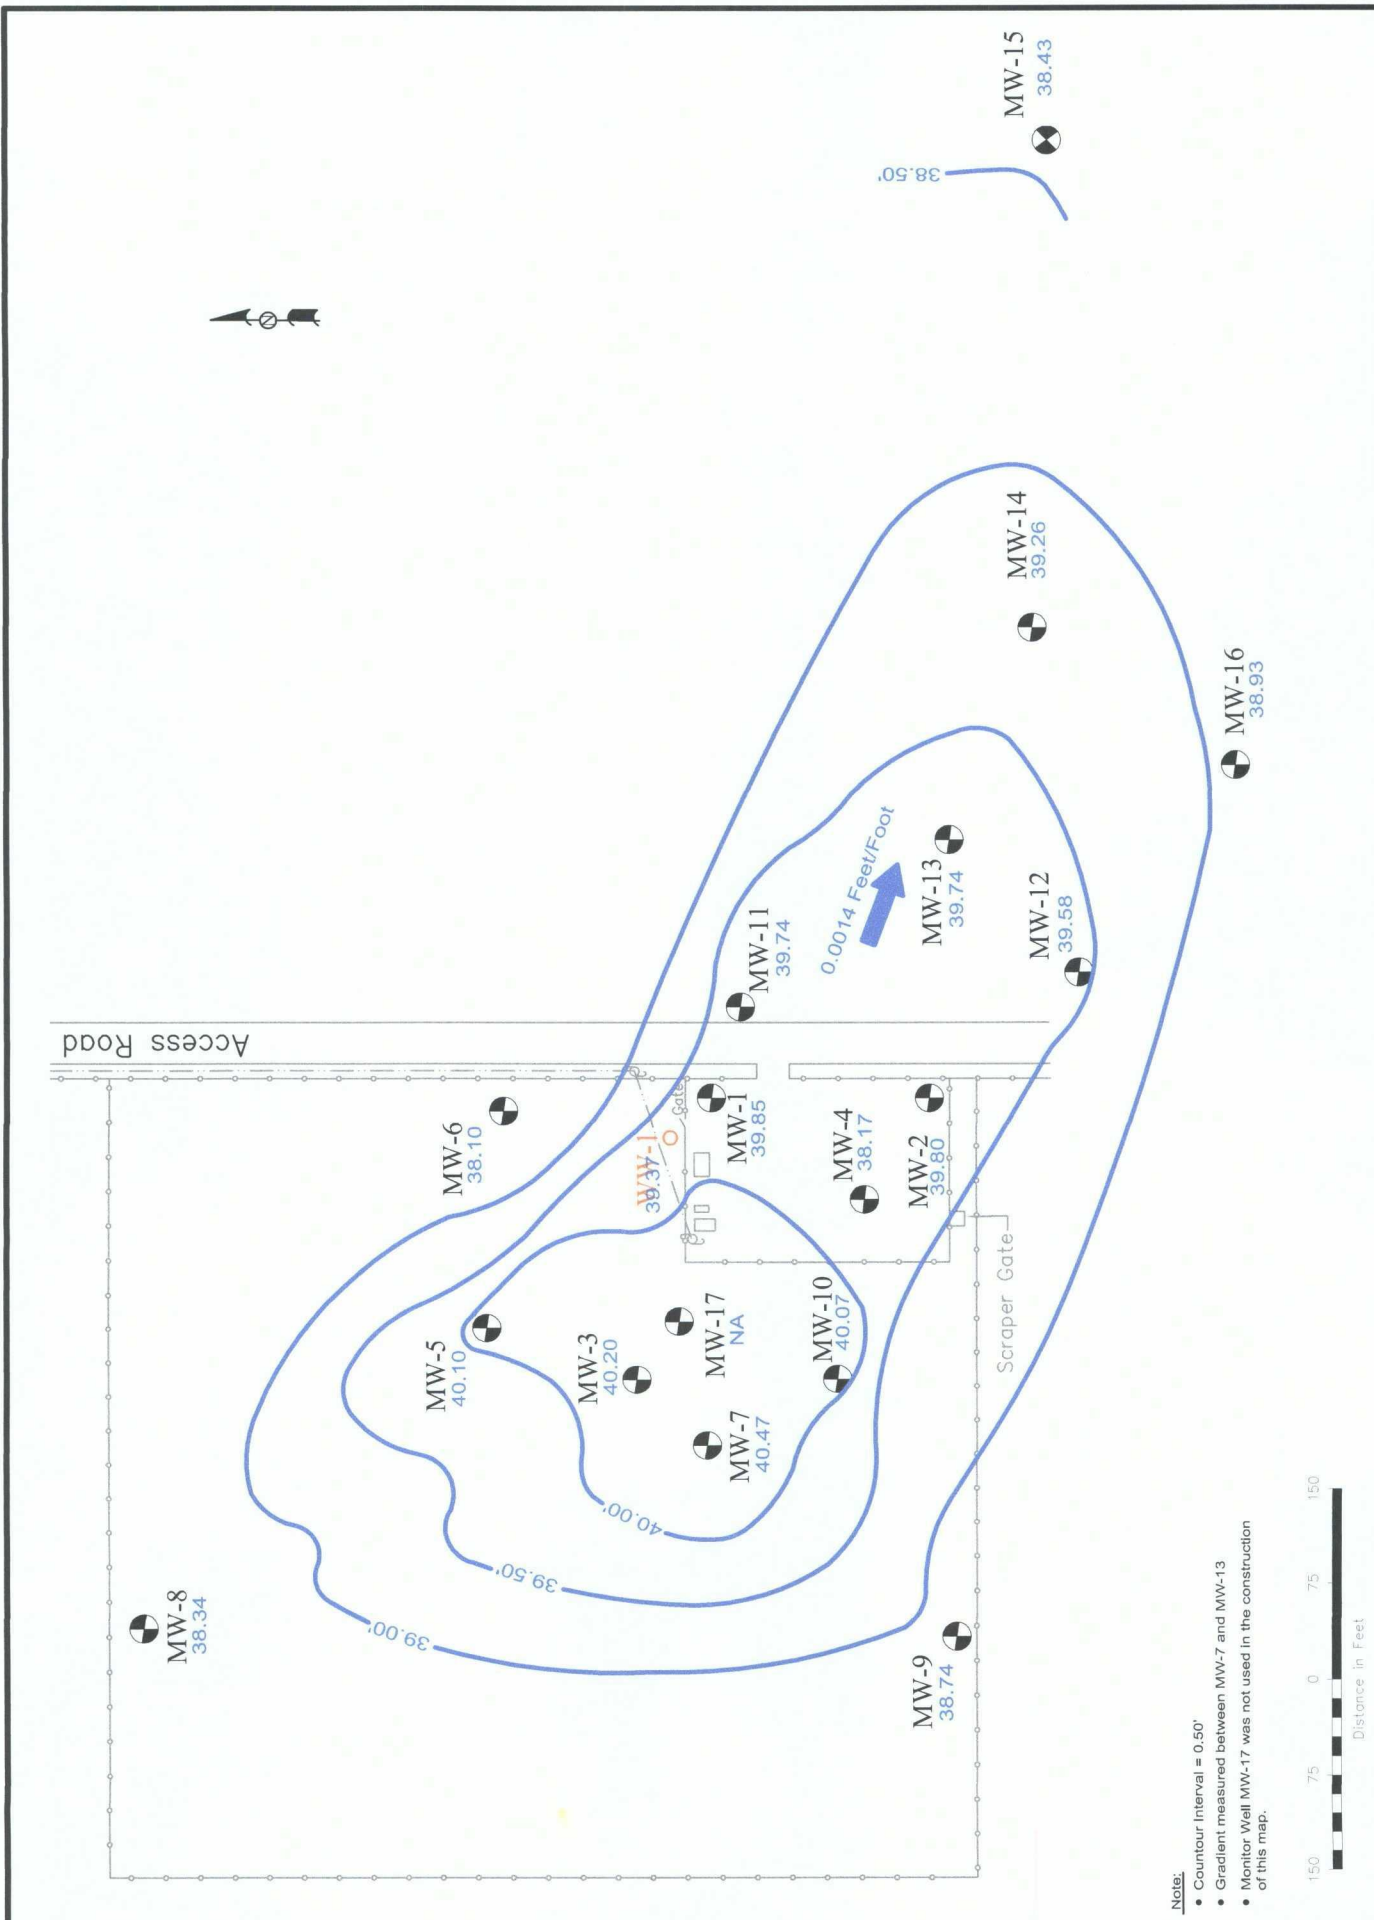 MW-15
38.43
38.50'
N
MW-14
39.26
MW-16
38.93
0.0014 Feet/Foot
MW-13
39.74
MW-12
39.58
MW-11
39.74
Access Road
MW-6
38.10
WW-1
39.37
Gate
MW-1
39.85
MW-4
38.17
MW-2
39.80
Scraper Gate
MW-5
40.10
MW-3
40.20
MW-17
NA
MW-10
40.07
MW-7
40.47
40.00'
39.50'
39.00'
MW-8
38.34
MW-9
38.74
Note:
• Countour Interval = 0.50'
• Gradient measured between MW-7 and MW-13
• Monitor Well MW-17 was not used in the construction
of this map.
150 75 0 75 150
Distance in Feet